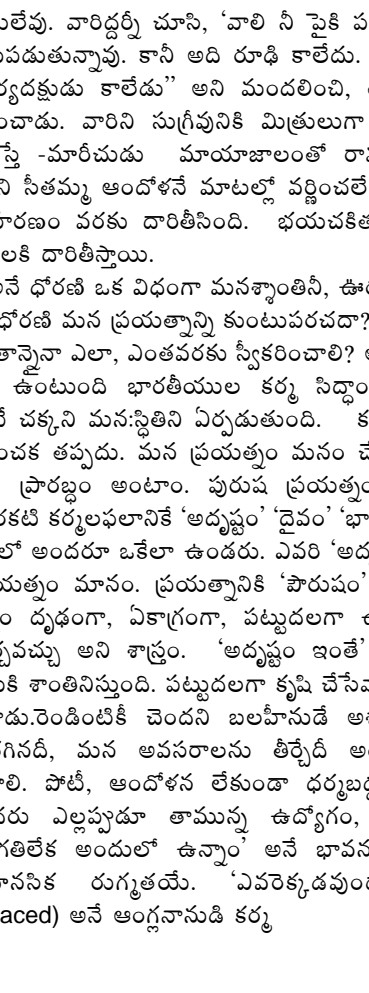 ులేవు. వారిద్దర్నీ చూసి, ‘వాలి నీ పైకి ప
ుపడుతున్నావు. కానీ అది రూఢి కాలేదు.
ర్యదక్షుడు కాలేడు’’ అని మందలించి,
ంచాడు. వారిని సుగ్రీవునికి మిత్రులుగా
స్తే -మారీచుడు మాయాజాలంతో రా
ని సీతమ్మ ఆందోళనే మాటల్లో వర్ణించలే
ారణం వరకు దారితీసింది. భయచకిత
లకి దారితీస్తాయి.
నే ధోరణి ఒక విధంగా మనశ్శాంతినీ, ఊర
ధోరణి మన ప్రయత్నాన్ని కుంటుపరచదా?
తాన్నైనా ఎలా, ఎంతవరకు స్వీకరించాలి?
ఉంటుంది భారతీయుల కర్మ సిద్ధాం
ే చక్కని మన:స్థితిని ఏర్పడుతుంది. క
ంచక తప్పదు. మన ప్రయత్నం మనం చే
ప్రారబ్ధం అంటాం. పురుష ప్రయత్నం
రకటి కర్మలఫలానికే ‘అదృష్టం’ ‘దైవం’ ‘భా
లో అందరూ ఒకేలా ఉండరు. ఎవరి ‘అద
యత్నం మానం. ప్రయత్నానికి ‘పౌరుషం’
ం దృఢంగా, ఏకాగ్రంగా, పట్టుదలగా ఉ
ర్చవచ్చు అని శాస్త్రం. ‘అదృష్టం ఇంతే’
ుకి శాంతినిస్తుంది. పట్టుదలగా కృషి చేసేవ
ాడు.రెండింటికీ చెందని బలహీనుడే అశ
గినదీ, మన అవసరాలను తీర్చేదీ అ
ాలి. పోటీ, ఆందోళన లేకుండా ధర్మబద్ధ
దరు ఎల్లప్పుడూ తామున్న ఉద్యోగం,
గతిలేక అందులో ఉన్నాం’ అనే భావన
ానసిక రుగ్మతయే. ‘ఎవరెక్కడవుండ
aced) అనే ఆంగ్లనానుడి కర్మ